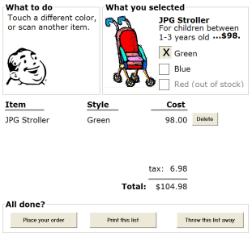 What to do
Touch a different color,
or scan another item.
What you selected
JPG Stroller
For children between
1-3 years old ...$98.
X Green
Blue
Red (out of stock)
Item Style Cost
JPG Stroller Green 98.00 Delete
tax: 6.98
Total: $104.98
All done?
Place your order Print this list Throw this list away